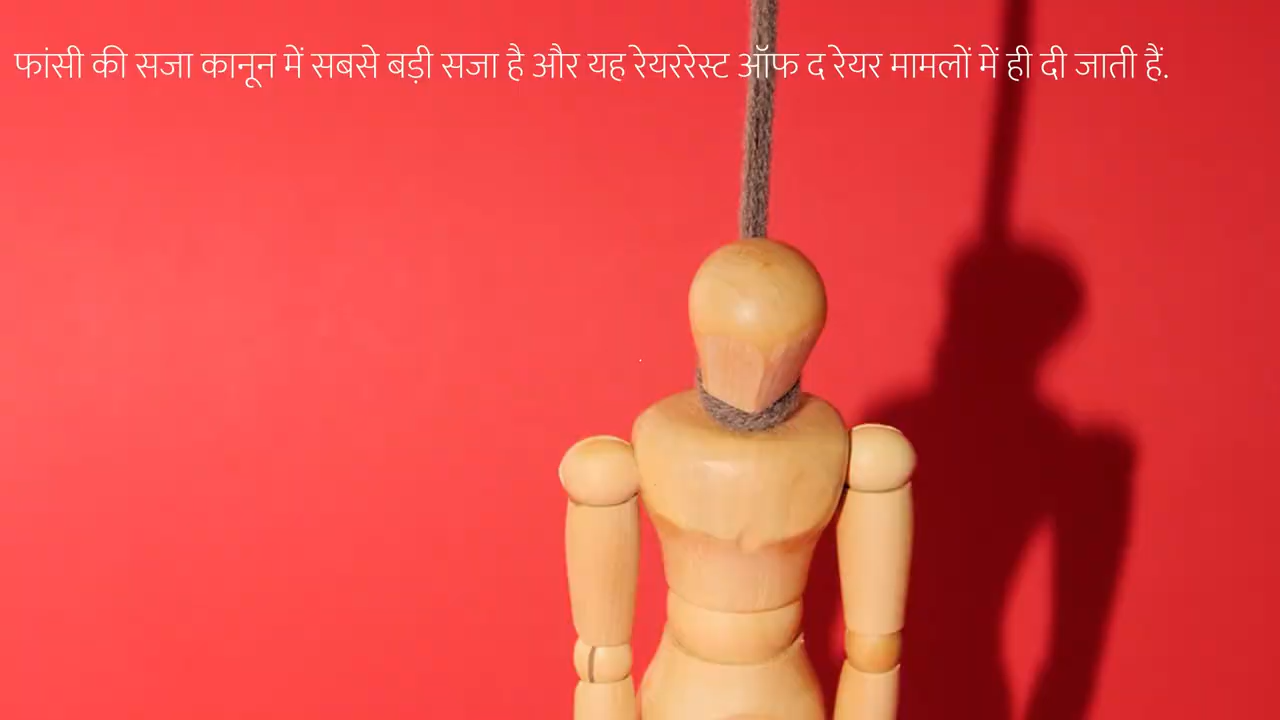 फांसी की सजा कानून में सबसे बड़ी सजा है और यह रेयररेस्ट ऑफ द रेयर मामलों में ही दी जाती हैं.